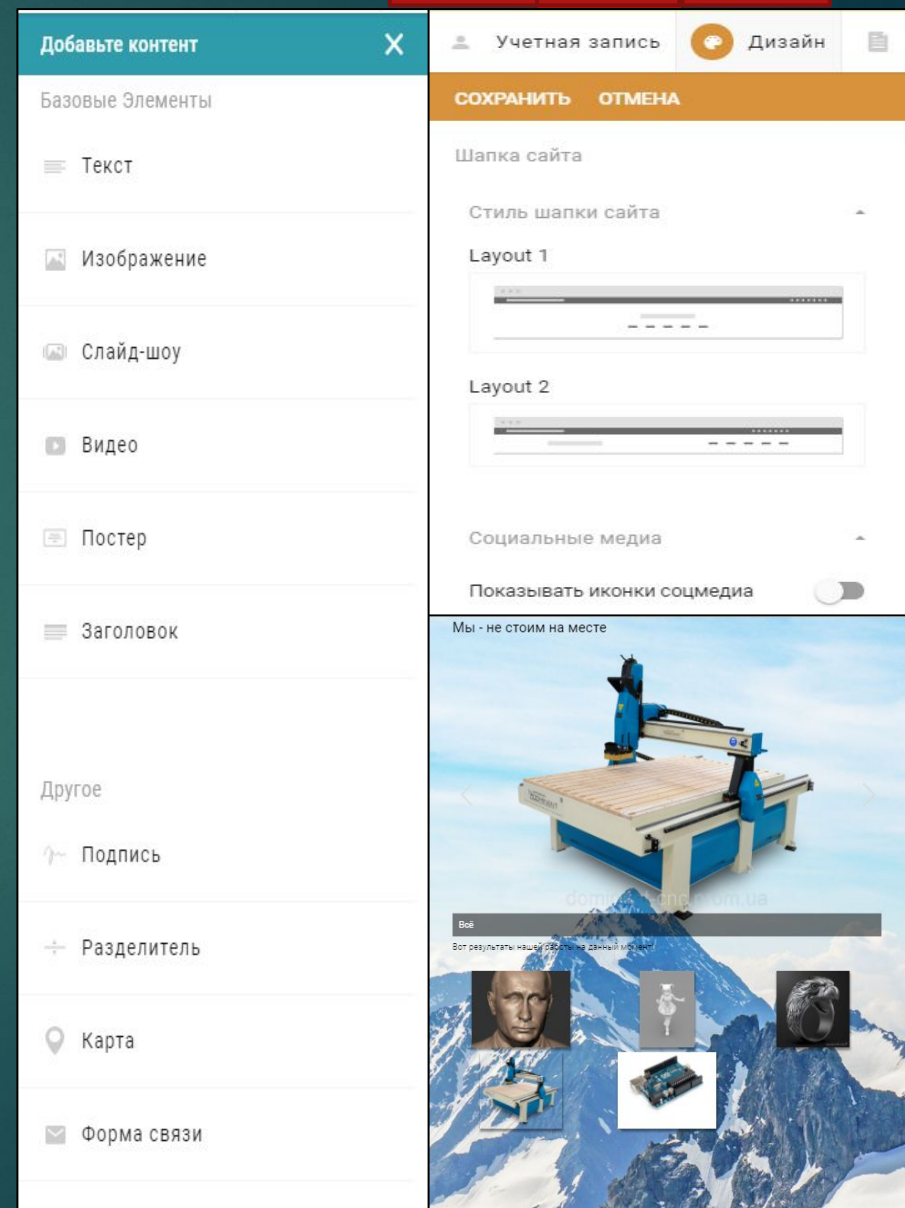 Добавьте контент X
Базовые Элементы
Текст
Изображение
Слайд-шоу
Видео
Постер
Заголовок
Другое
Подпись
Разделитель
Карта
Форма связи
Учетная запись
Дизайн
СОХРАНИТЬ ОТМЕНА
Шапка сайта
Стиль шапки сайта
Layout 1
Layout 2
Социальные медиа
Показывать иконки соцмедиа
Мы - не стоим на месте
Всё
Вот результаты нашей работы на данный момент!